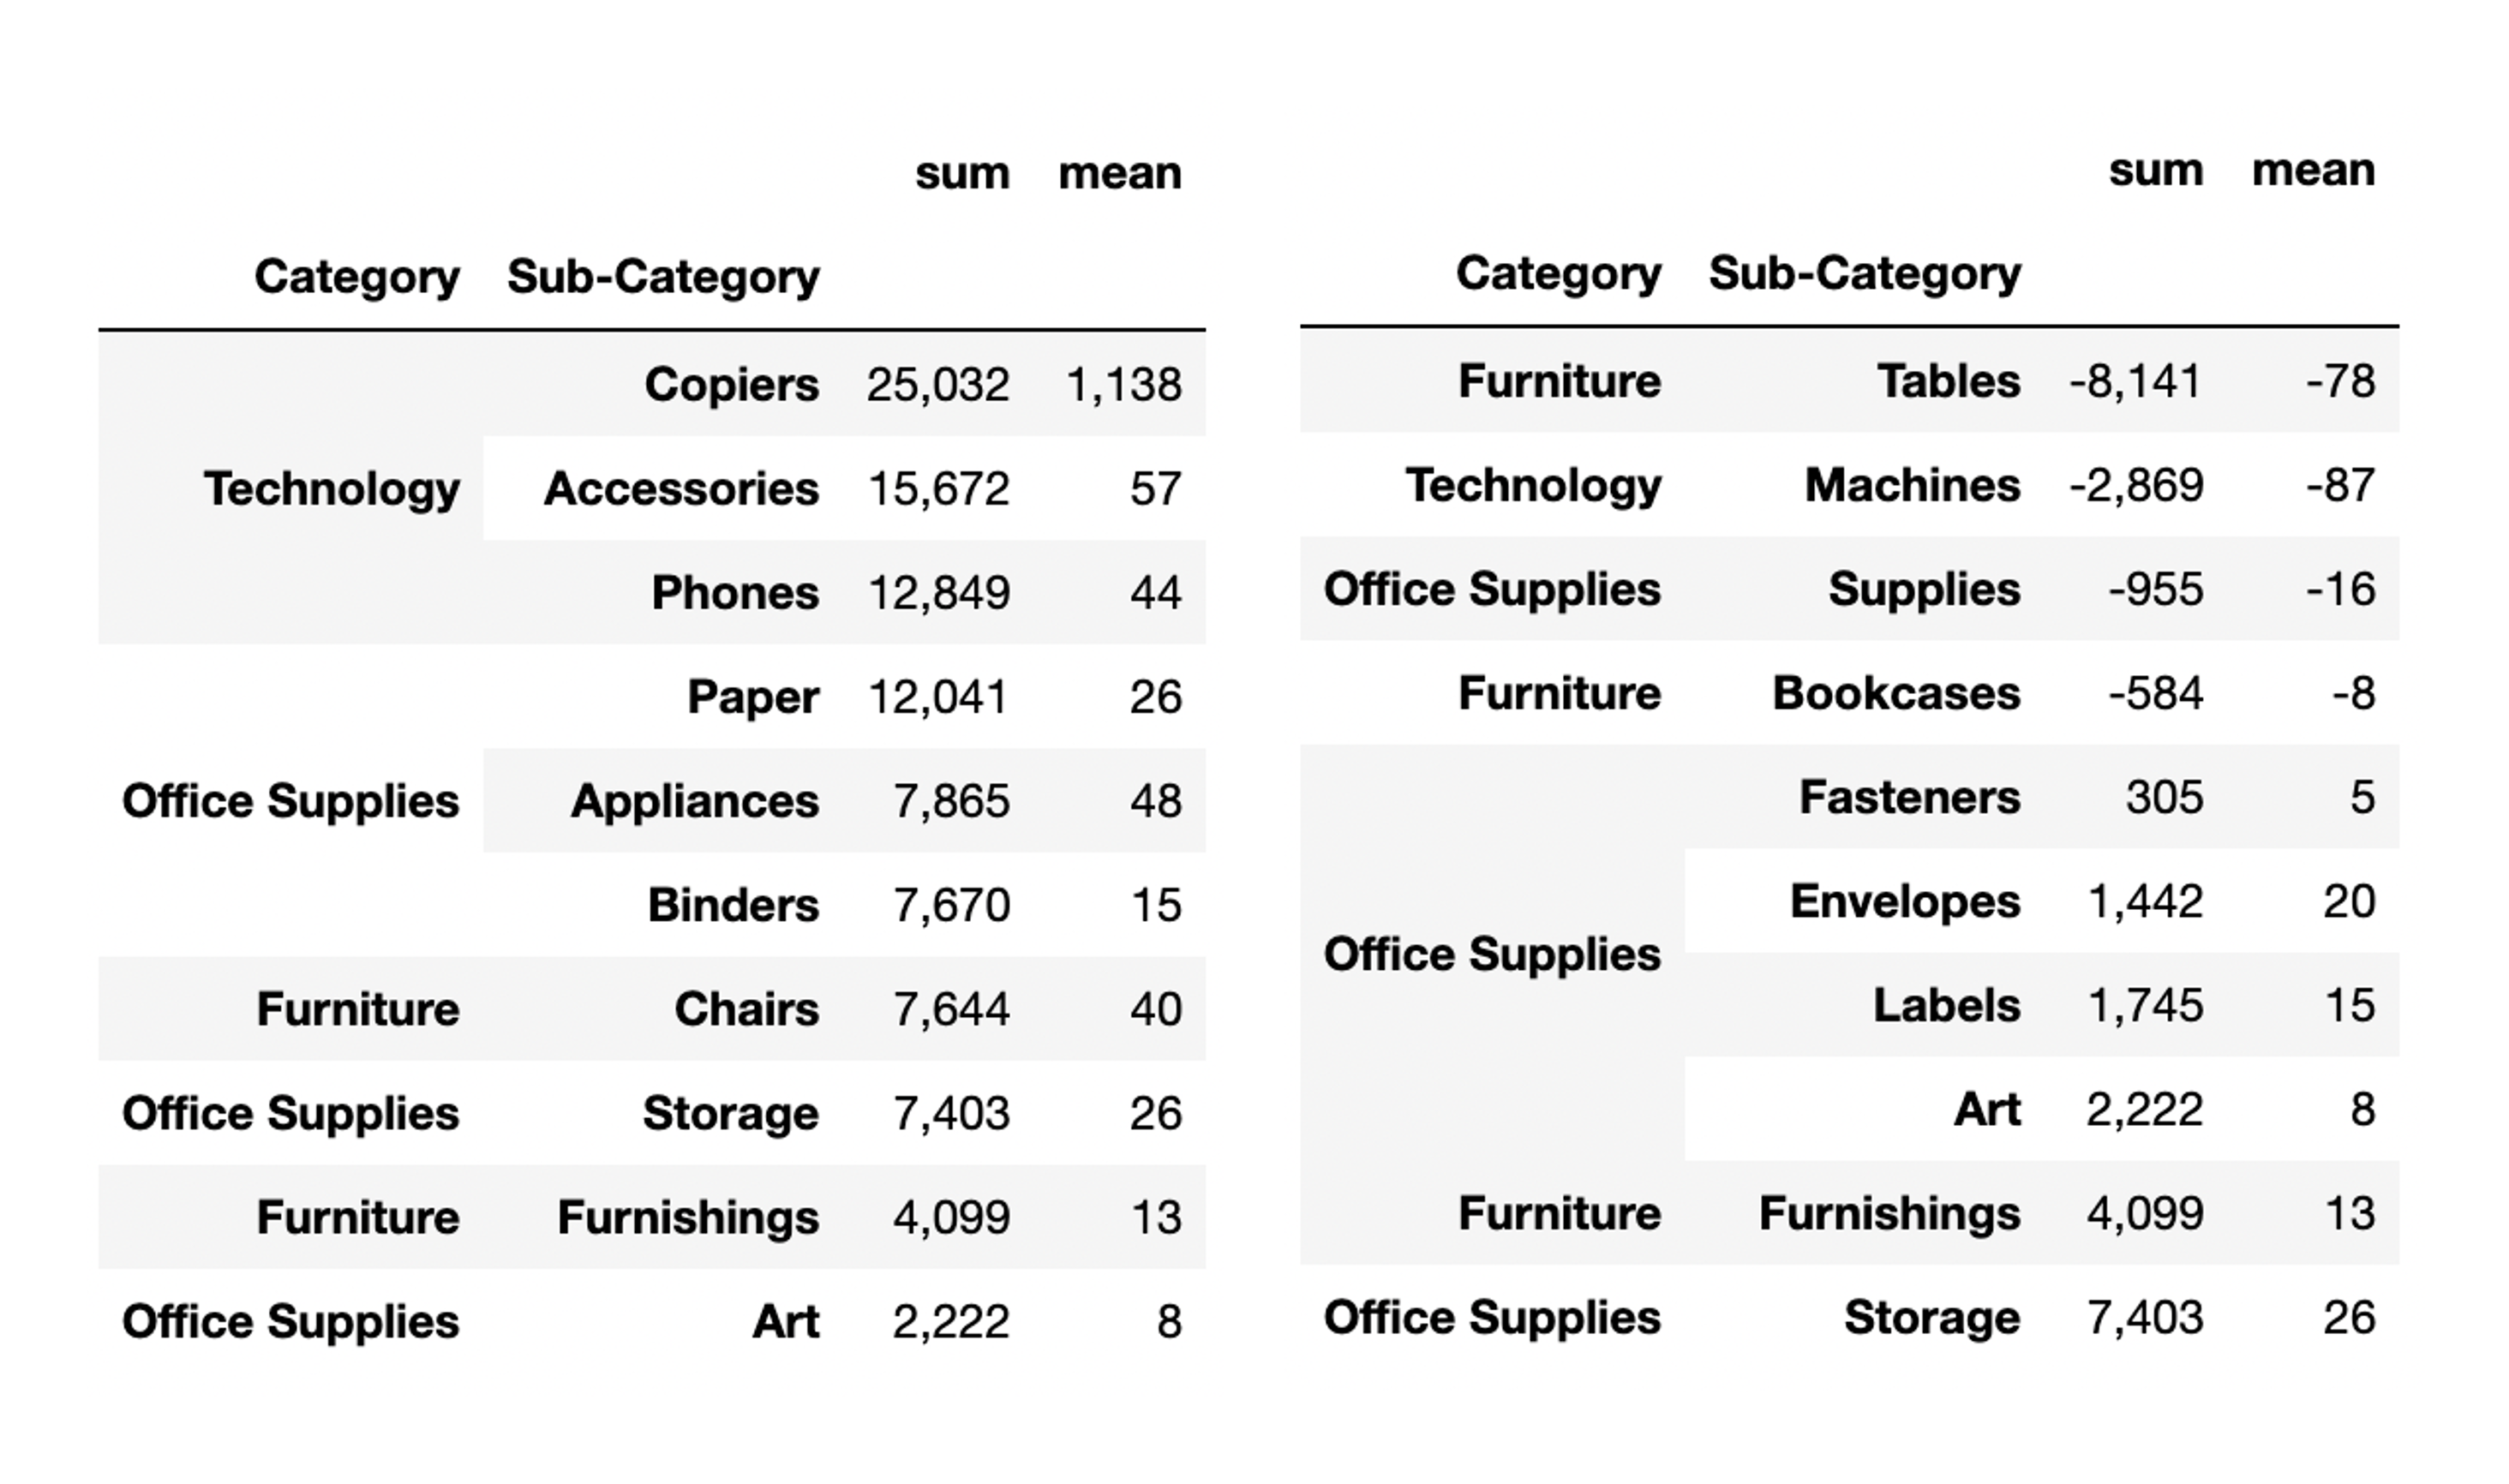 sum mean
Category Sub-Category
Copiers 25,032 1,138
Technology Accessories 15,672 57
Phones 12,849 44
Paper 12,041 26
Office Supplies Appliances 7,865 48
Binders 7,670 15
Furniture Chairs 7,644 40
Office Supplies Storage 7,403 26
Furniture Furnishings 4,099 13
Office Supplies Art 2,222 8
sum mean
Category Sub-Category
Furniture Tables -8,141 -78
Technology Machines -2,869 -87
Office Supplies Supplies -955 -16
Furniture Bookcases -584 -8
Fasteners 305 5
Envelopes 1,442 20
Office Supplies
Labels 1,745 15
Art 2,222 8
Furniture Furnishings 4,099 13
Office Supplies Storage 7,403 26